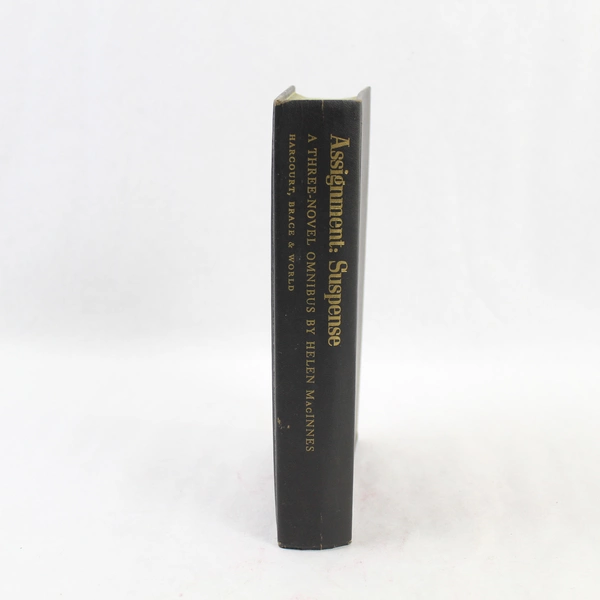 Assignment: Suspense
A THREE-NOVEL OMNIBUS BY HELEN MACINNES
HARCOURT, BRACE & WORLD